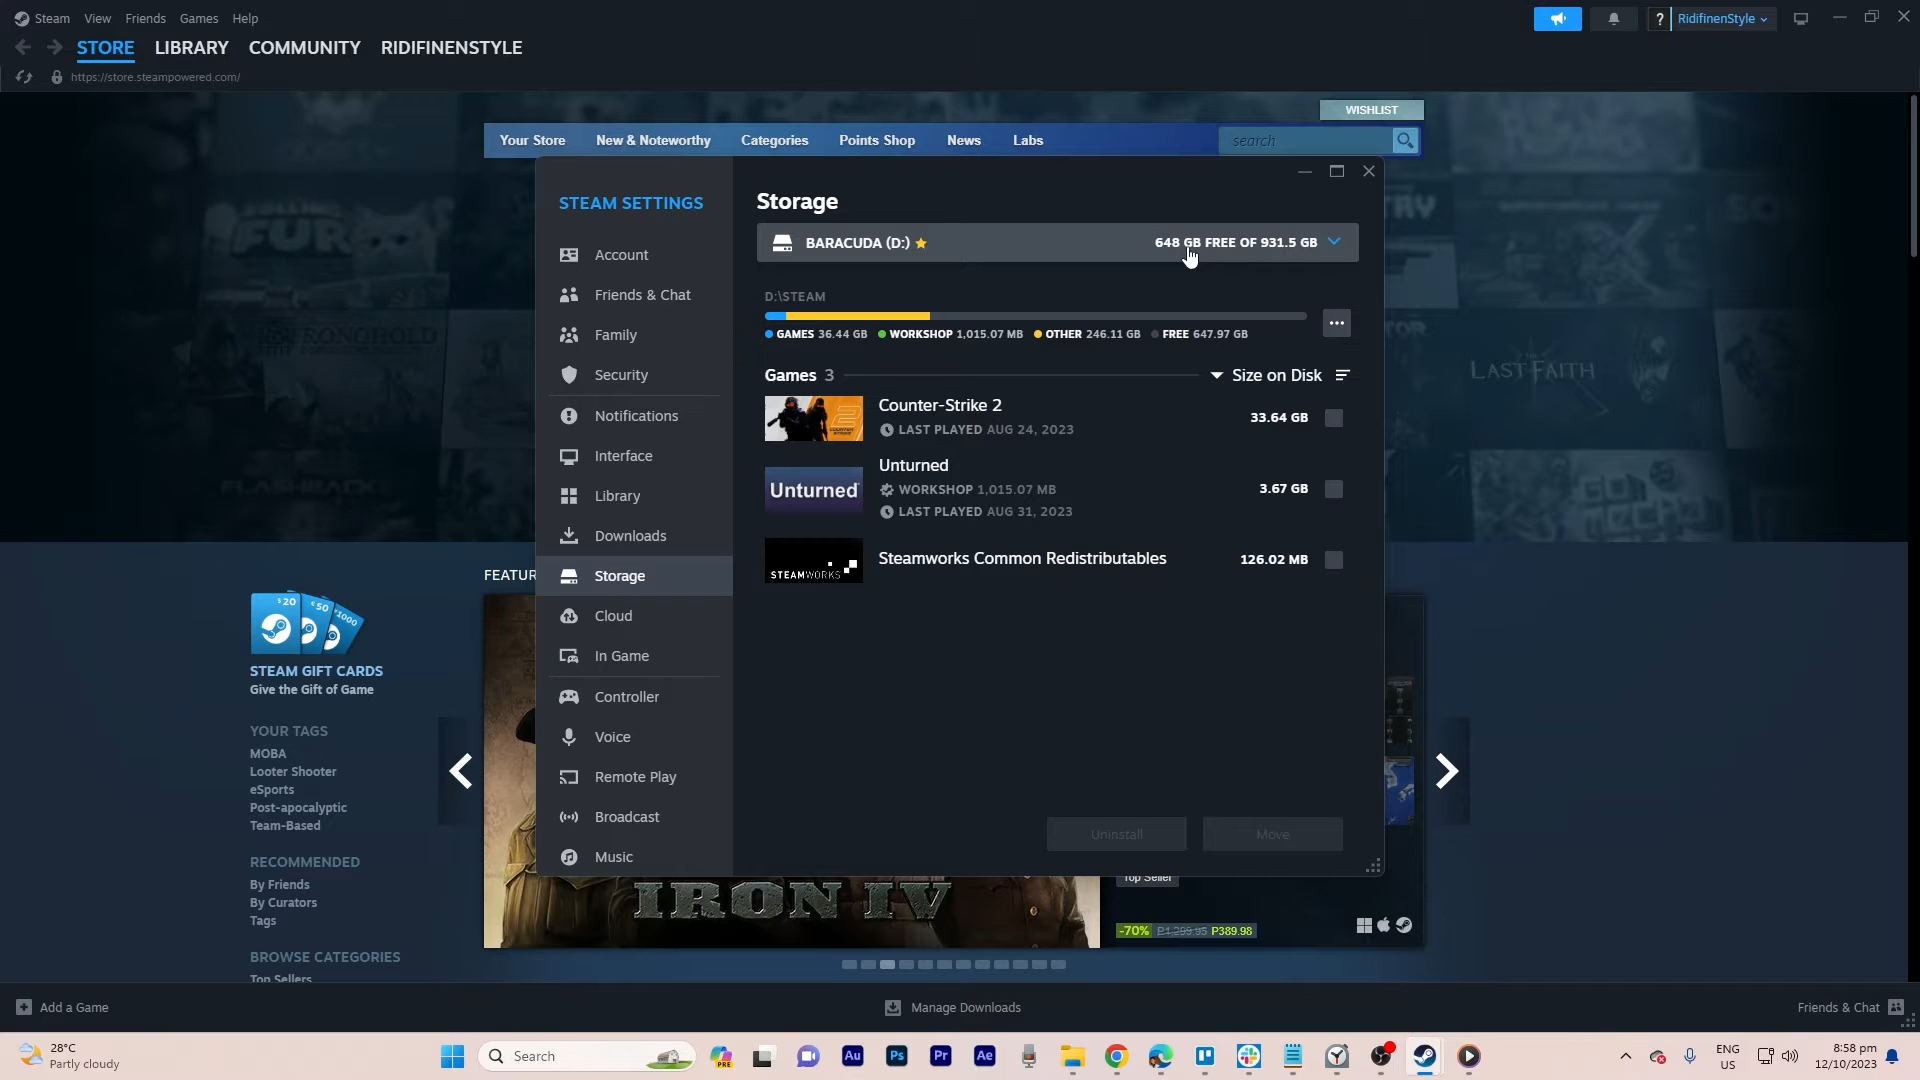 Steam View Friends Games Help
? RidifinenStyle
STORE LIBRARY COMMUNITY RIDIFINENSTYLE
https://store.steampowered.com/
WISHLIST
Your Store New & Noteworthy Categories Points Shop News Labs search
STEAM SETTINGS
Account
Friends & Chat
Family
Security
Notifications
Interface
Library
Downloads
Storage
Cloud
In Game
Controller
Voice
Remote Play
Broadcast
Music
Storage
BARACUDA (D:) 648 GB FREE OF 931.5 GB
D:\STEAM
GAMES 36.44 GB WORKSHOP 1,015.07 MB OTHER 246.11 GB FREE 647.97 GB
Games 3 Size on Disk
Counter-Strike 2
LAST PLAYED AUG 24, 2023
33.64 GB
Unturned
Unturned
WORKSHOP 1,015.07 MB
LAST PLAYED AUG 31, 2023
3.67 GB
STEAMWORKS
Steamworks Common Redistributables 126.02 MB
Uninstall Move
FEATUR
LAST FAITH
STEAM GIFT CARDS
Give the Gift of Game
YOUR TAGS
MOBA
Looter Shooter
eSports
Post-apocalyptic
Team-Based
RECOMMENDED
By Friends
By Curators
Tags
BROWSE CATEGORIES
Top Sellers
IRON IV
Top Seller
-70% P1,299.95 P389.98
Add a Game Manage Downloads Friends & Chat
28°C
Partly cloudy
Search
PRE
Au Ps Pr Ae
ENG
US
8:58 pm
12/10/2023